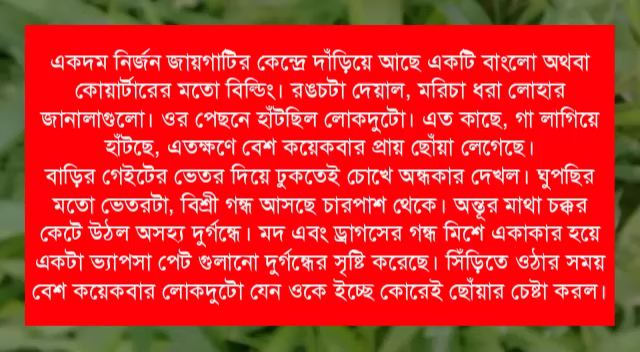 একদম নির্জন জায়গাটির কেন্দ্রে দাঁড়িয়ে আছে একটি বাংলো অথবা
কোয়ার্টারের মতো বিল্ডিং। রঙচটা দেয়াল, মরিচা ধরা লোহার
জানালাগুলো। ওর পেছনে হাঁটছিল লোকদুটো। এত কাছে, গা লাগিয়ে
হাঁটছে, এতক্ষণে বেশ কয়েকবার প্রায় ছোঁয়া লেগেছে।
বাড়ির গেইটের ভেতর দিয়ে ঢুকতেই চোখে অন্ধকার দেখল। ঘুপছির
মতো ভেতরটা, বিশ্রী গন্ধ আসছে চারপাশ থেকে। অন্তূর মাথা চক্কর
কেটে উঠল অসহ্য দুর্গন্ধে। মদ এবং ড্রাগসের গন্ধ মিশে একাকার হয়ে
একটা ভ্যাপসা পেট গুলানো দুর্গন্ধের সৃষ্টি করেছে। সিঁড়িতে ওঠার সময়
বেশ কয়েকবার লোকদুটো যেন ওকে ইচ্ছে কোরেই ছোঁয়ার চেষ্টা করল।